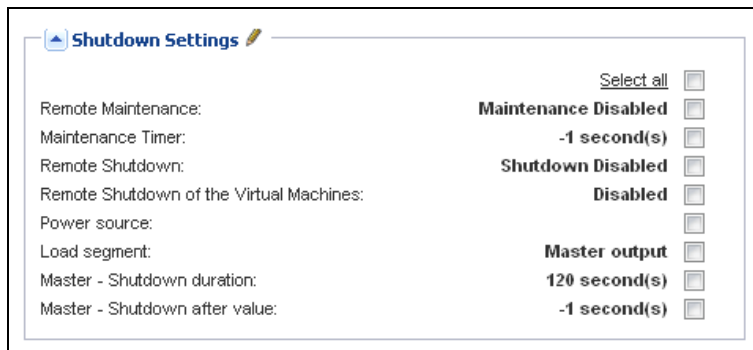 Shutdown Settings
Select all
Remote Maintenance: Maintenance Disabled
Maintenance Timer: -1 second(s)
Remote Shutdown: Shutdown Disabled
Remote Shutdown of the Virtual Machines: Disabled
Power source:
Load segment: Master output
Master - Shutdown duration: 120 second(s)
Master - Shutdown after value: -1 second(s)